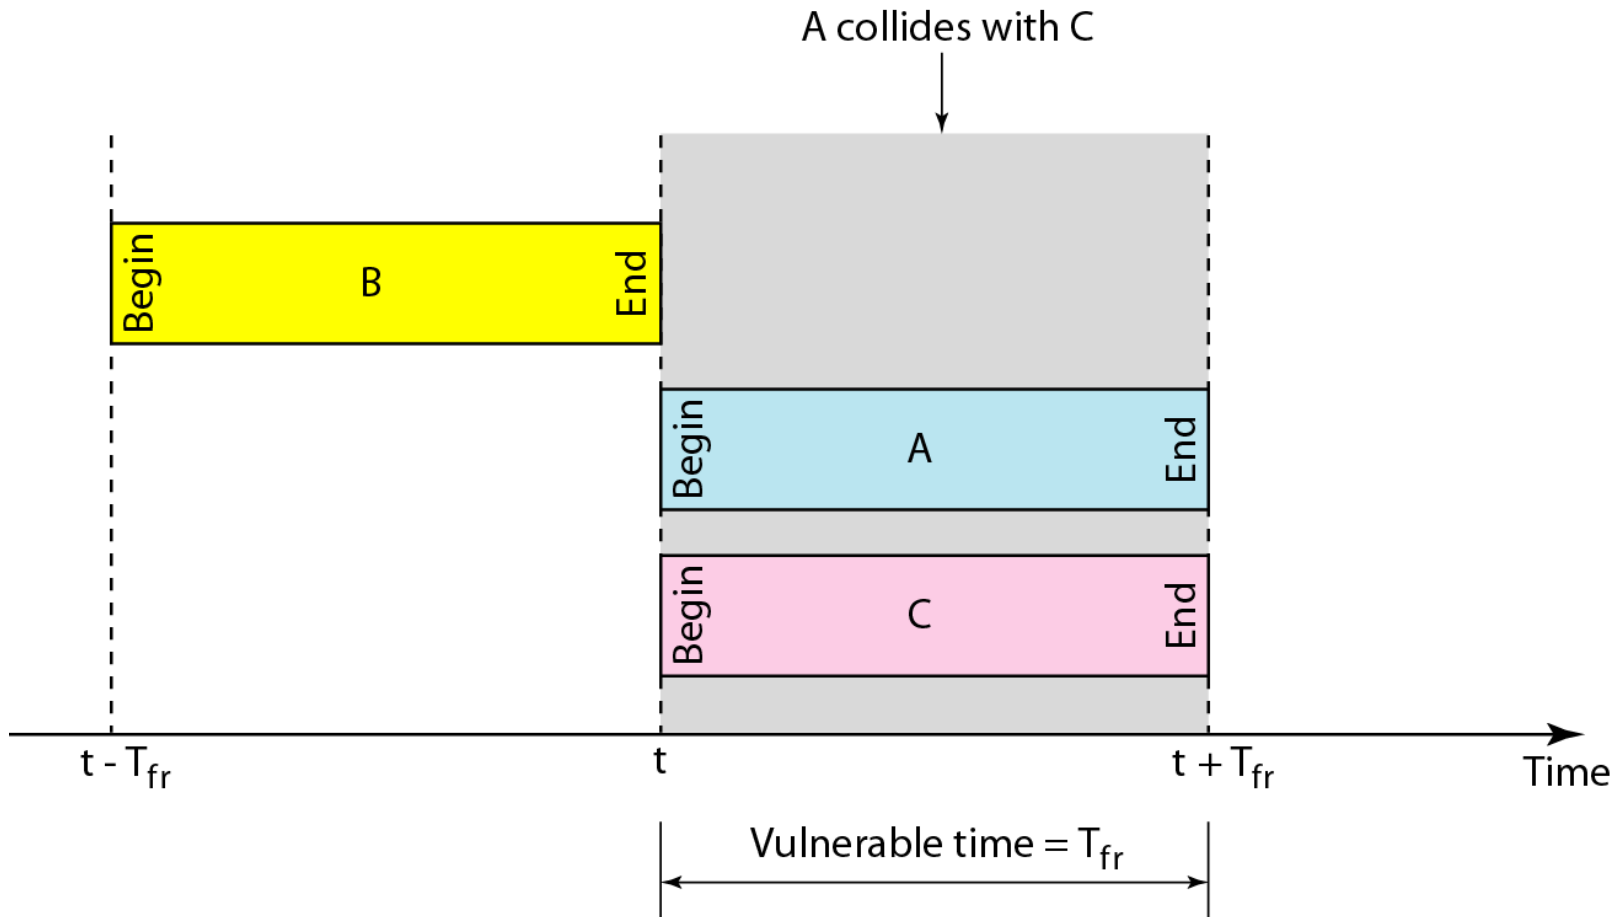 A collides with C
Begin B End
Begin A End
Begin C End
t - Tfr t t + Tfr
Time
Vulnerable time = Tfr